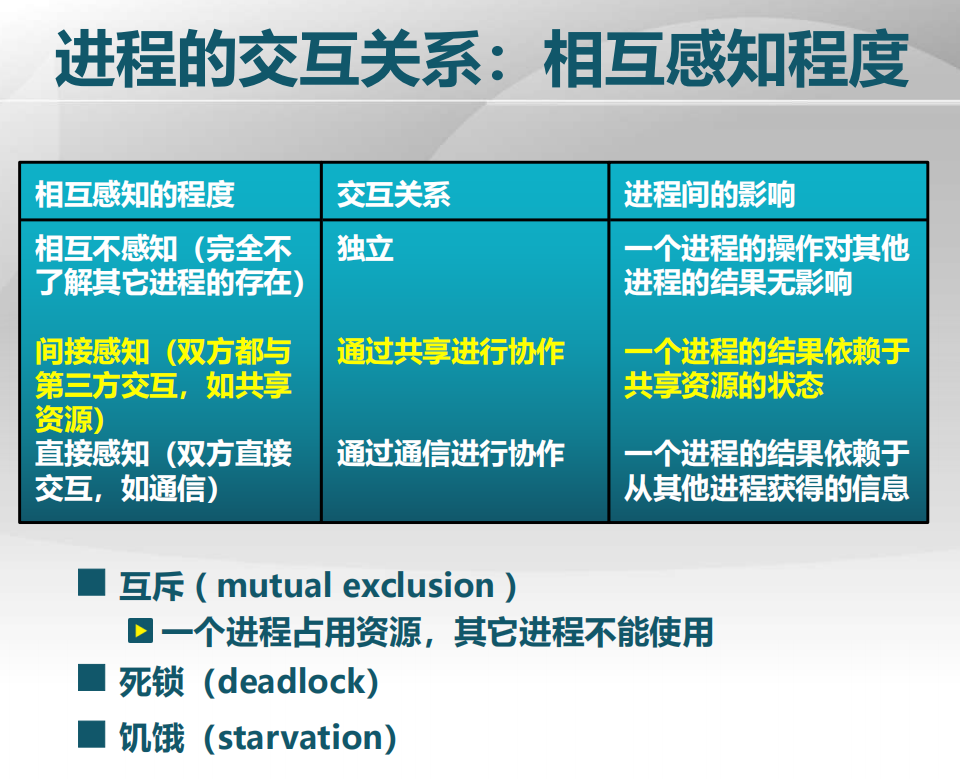 进程的交互关系：相互感知程度
相互感知的程度
交互关系
进程间的影响
相互不感知（完全不
了解其它进程的存在）
独立
一个进程的操作对其他
进程的结果无影响
间接感知（双方都与
第三方交互，如共享
资源）
通过共享进行协作
一个进程的结果依赖于
共享资源的状态
直接感知（双方直接
交互，如通信）
通过通信进行协作
一个进程的结果依赖于
从其他进程获得的信息
互斥（mutual exclusion）
一个进程占用资源，其它进程不能使用
死锁（deadlock）
饥饿（starvation）